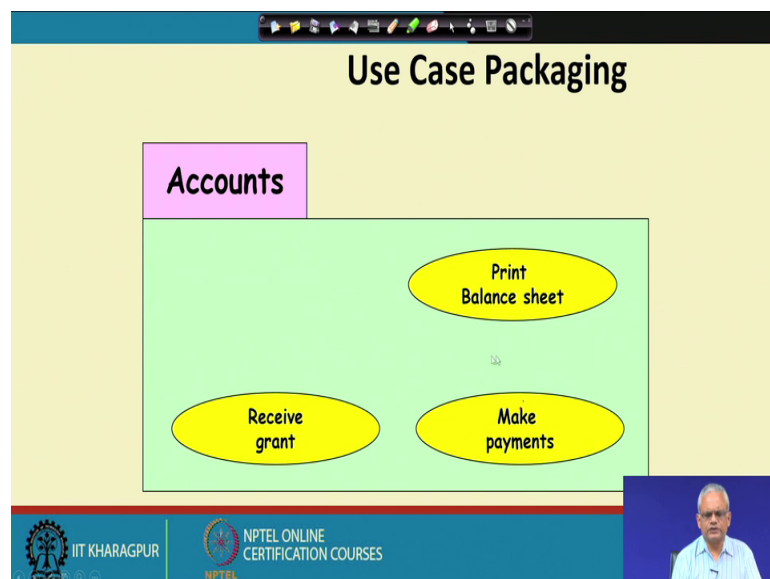 Use Case Packaging
Accounts
Print
Balance sheet
Receive
grant
Make
payments
IIT KHARAGPUR
NPTEL ONLINE
CERTIFICATION COURSES
NPTEL